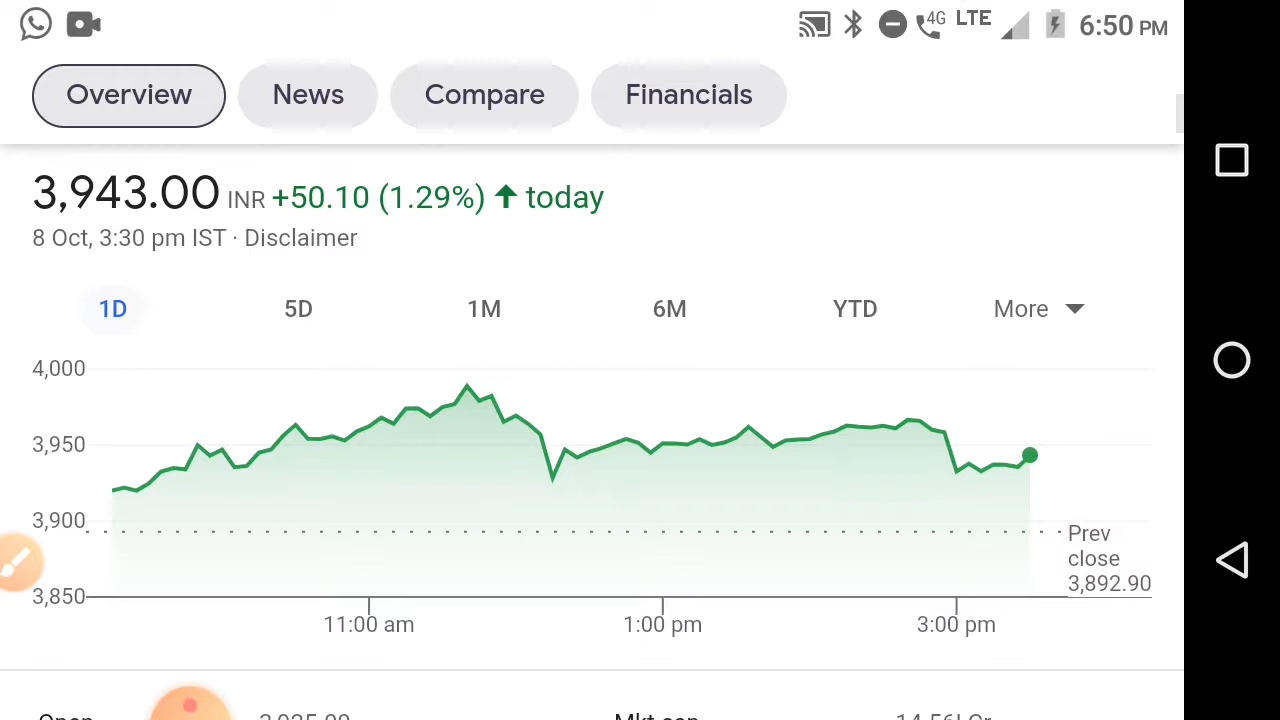 4G LTE 6:50 PM
Overview News Compare Financials
3,943.00 INR +50.10 (1.29%) today
8 Oct, 3:30 pm IST · Disclaimer
1D 5D 1M 6M YTD More
4,000
3,950
3,900
Prev
close
3,892.90
3,850
11:00 am 1:00 pm 3:00 pm